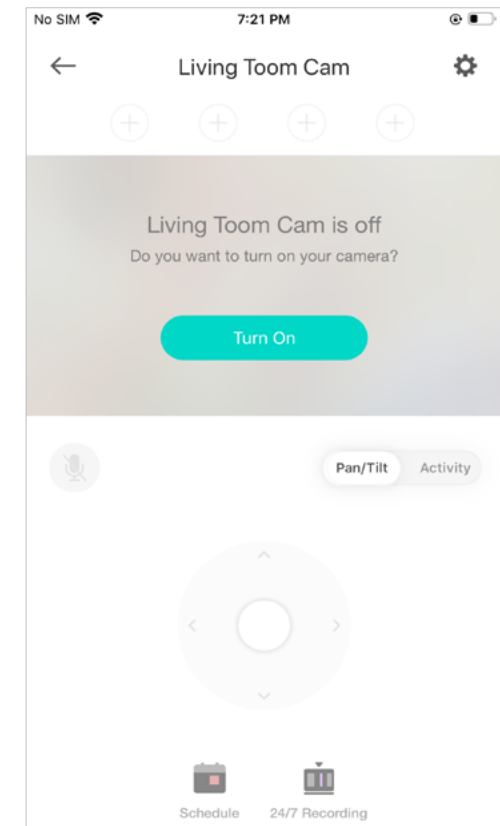 No SIM 7:21 PM
Living Toom Cam
Living Toom Cam is off
Do you want to turn on your camera?
Turn On
Pan/Tilt Activity
Schedule 24/7 Recording